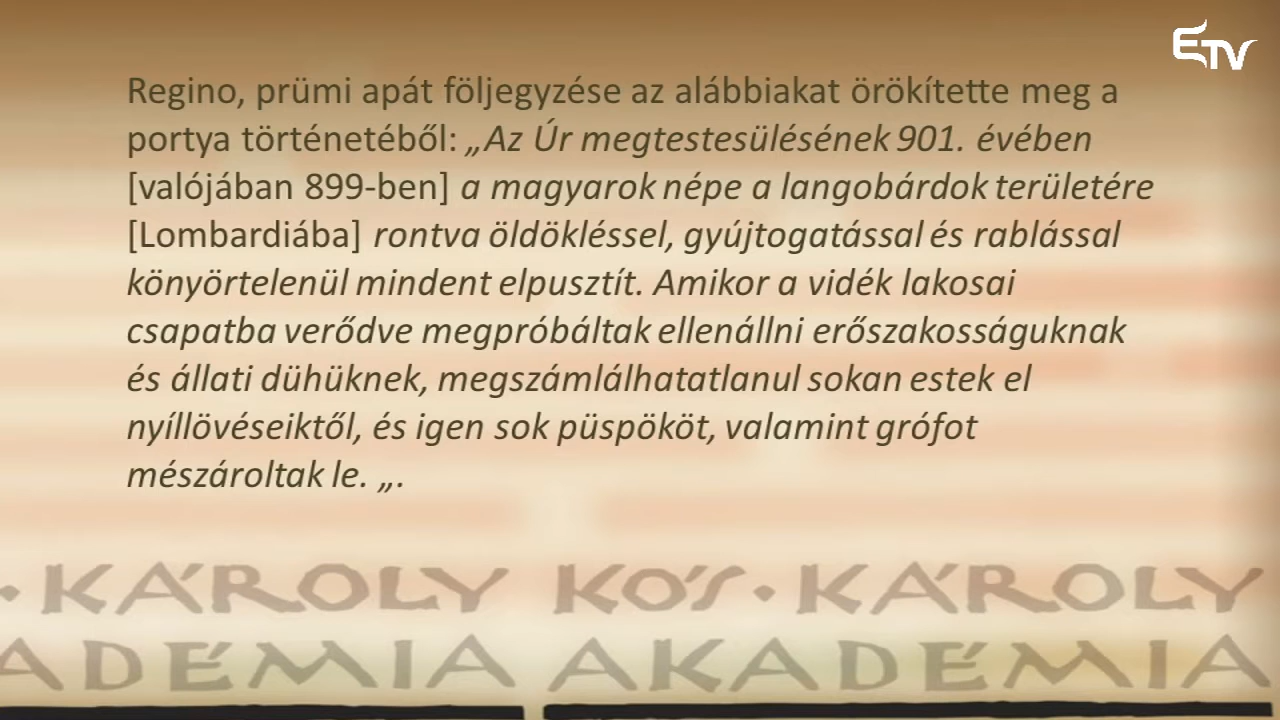 ETV
Regino, prümi apát följegyzése az alábbiakat örökítette meg a
portya történetéből: „Az Úr megtestesülésének 901. évében
[valójában 899-ben] a magyarok népe a langobárdok területére
[Lombardiába] rontva öldökléssel, gyújtogatással és rablással
könyörtelenül mindent elpusztít. Amikor a vidék lakosai
csapatba verődve megpróbáltak ellenállni erőszakosságuknak
és állati dühüknek, megszámlálhatatlanul sokan estek el
nyíllövéseiktől, és igen sok püspököt, valamint grófot
mészároltak le. „.
· KÁROLY KÓS · KÁROLY
ADÉMIA AKADÉMIA